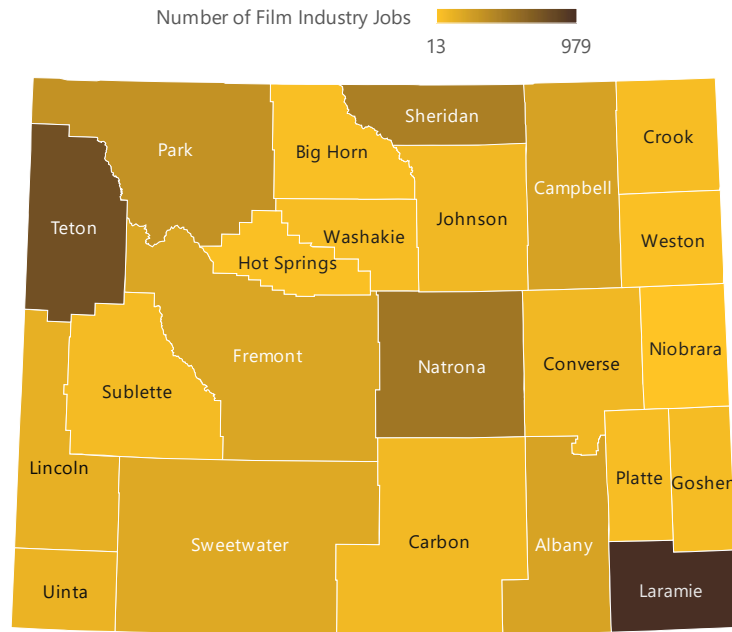 Number of Film Industry Jobs
13 979
Sheridan
Crook
Park
Big Horn
Campbell
Johnson
Teton
Washakie
Weston
Hot Springs
Niobrara
Fremont
Converse
Natrona
Sublette
Lincoln
Platte
Goshen
Carbon
Sweetwater
Albany
Uinta
Laramie